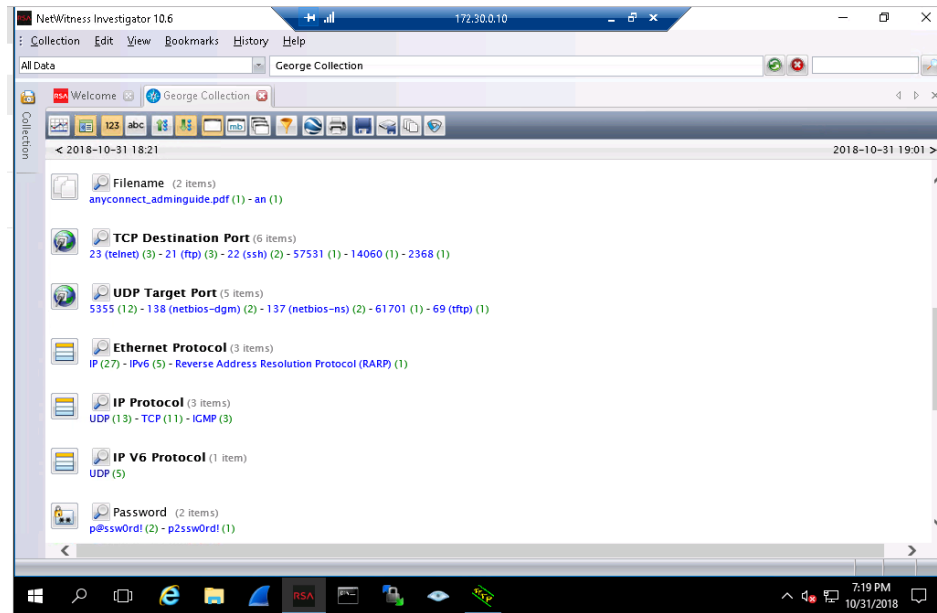 RSA NetWitness Investigator 10.6
172.30.0.10
Collection Edit View Bookmarks History Help
All Data
George Collection
RSA Welcome
George Collection
Collection
123 abc mb
< 2018-10-31 18:21
2018-10-31 19:01 >
Filename (2 items)
anyconnect_adminguide.pdf (1) - an (1)
TCP Destination Port (6 items)
23 (telnet) (3) - 21 (ftp) (3) - 22 (ssh) (2) - 57531 (1) - 14060 (1) - 2368 (1)
UDP Target Port (5 items)
5355 (12) - 138 (netbios-dgm) (2) - 137 (netbios-ns) (2) - 61701 (1) - 69 (tftp) (1)
Ethernet Protocol (3 items)
IP (27) - IPv6 (5) - Reverse Address Resolution Protocol (RARP) (1)
IP Protocol (3 items)
UDP (13) - TCP (11) - IGMP (3)
IP V6 Protocol (1 item)
UDP (5)
Password (2 items)
p@ssw0rd! (2) - p2ssw0rd! (1)
RSA
7:19 PM
10/31/2018